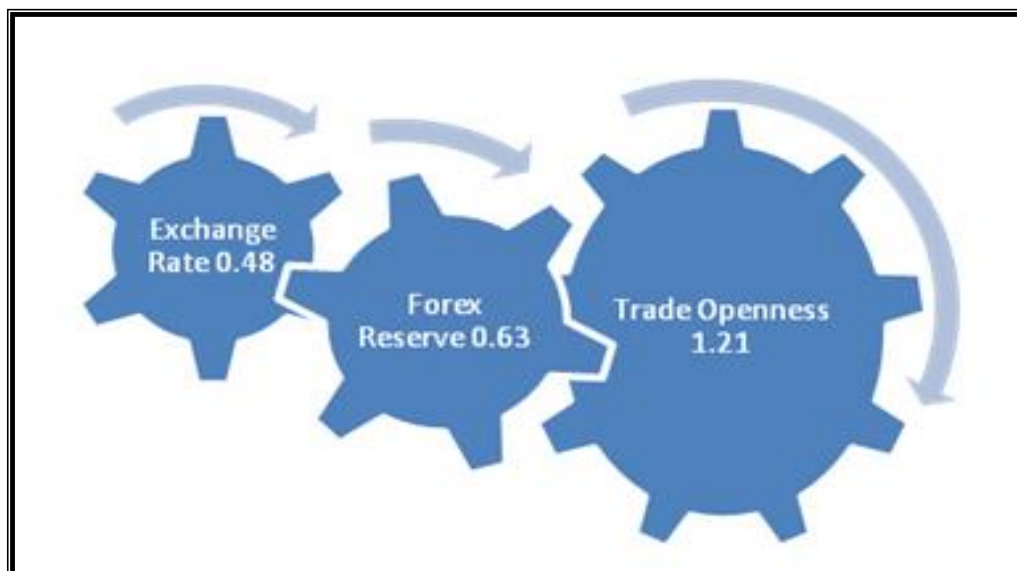 Exchange
Rate 0.48
Forex
Reserve 0.63
Trade Openness
1.21